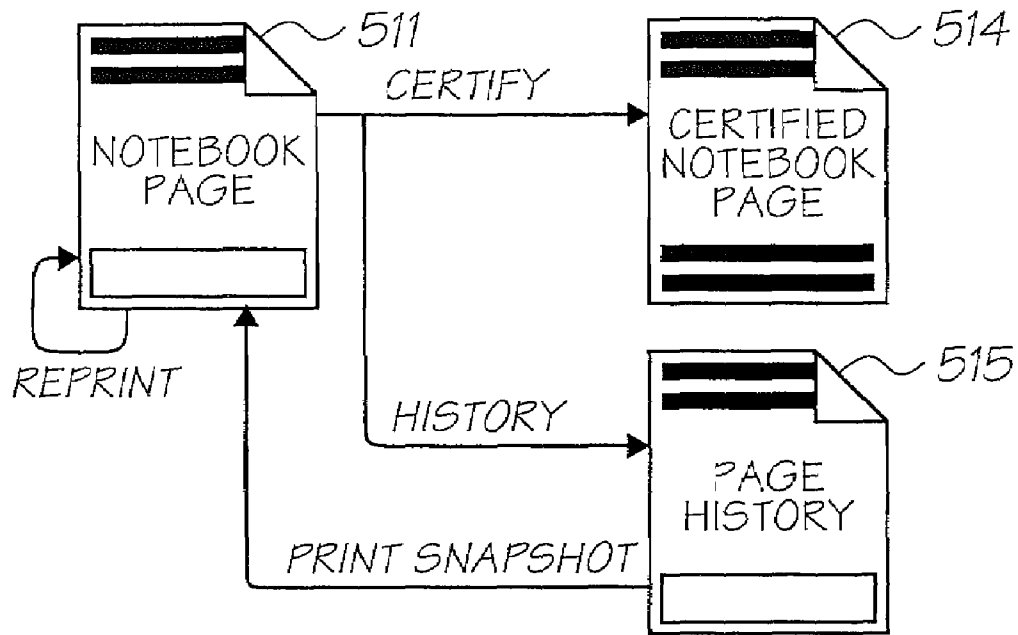 511
514
CERTIFY
NOTEBOOK
PAGE
CERTIFIED
NOTEBOOK
PAGE
REPRINT
515
HISTORY
PAGE
HISTORY
PRINT SNAPSHOT